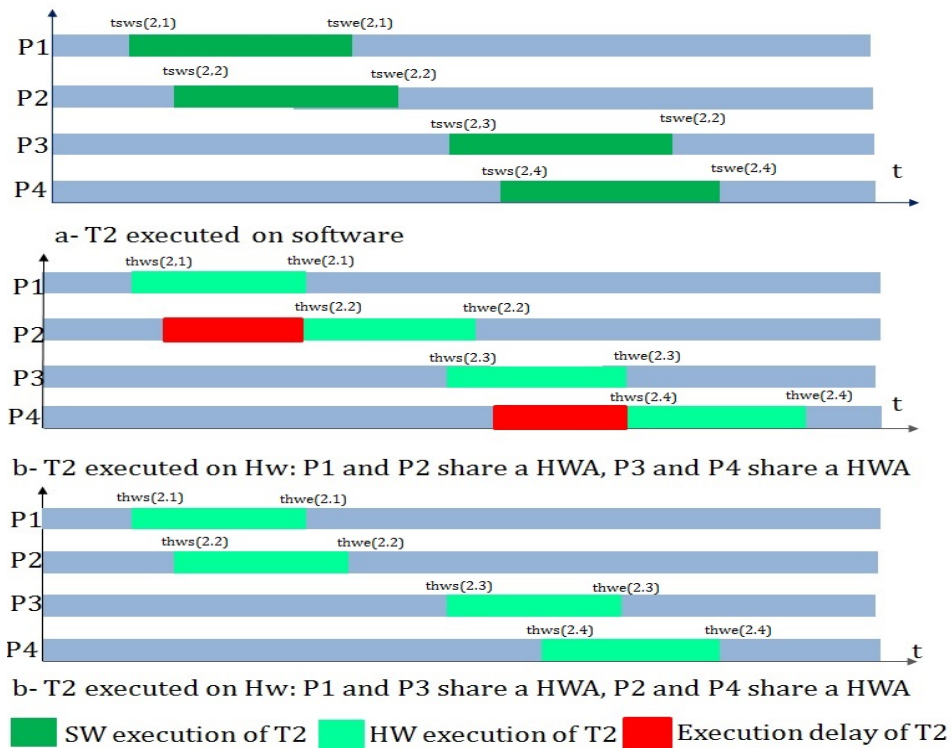 tsws(2,1) tswe(2,1)
P1
tsws(2,2) tswe(2,2)
P2
tsws(2,3) tswe(2,2)
P3
tsws(2,4) tswe(2,4) t
P4
a- T2 executed on software
thws(2,1) thwe(2.1)
P1
thws(2.2) thwe(2.2)
P2
thws(2.3) thwe(2.3)
P3
thws(2.4) thwe(2.4) t
P4
b- T2 executed on Hw: P1 and P2 share a HWA, P3 and P4 share a HWA
thws(2.1) thwe(2.1)
P1
thws(2.2) thwe(2.2)
P2
thws(2.3) thwe(2.3)
P3
thws(2.4) thwe(2.4)
P4 t
b- T2 executed on Hw: P1 and P3 share a HWA, P2 and P4 share a HWA
SW execution of T2 HW execution of T2 Execution delay of T2